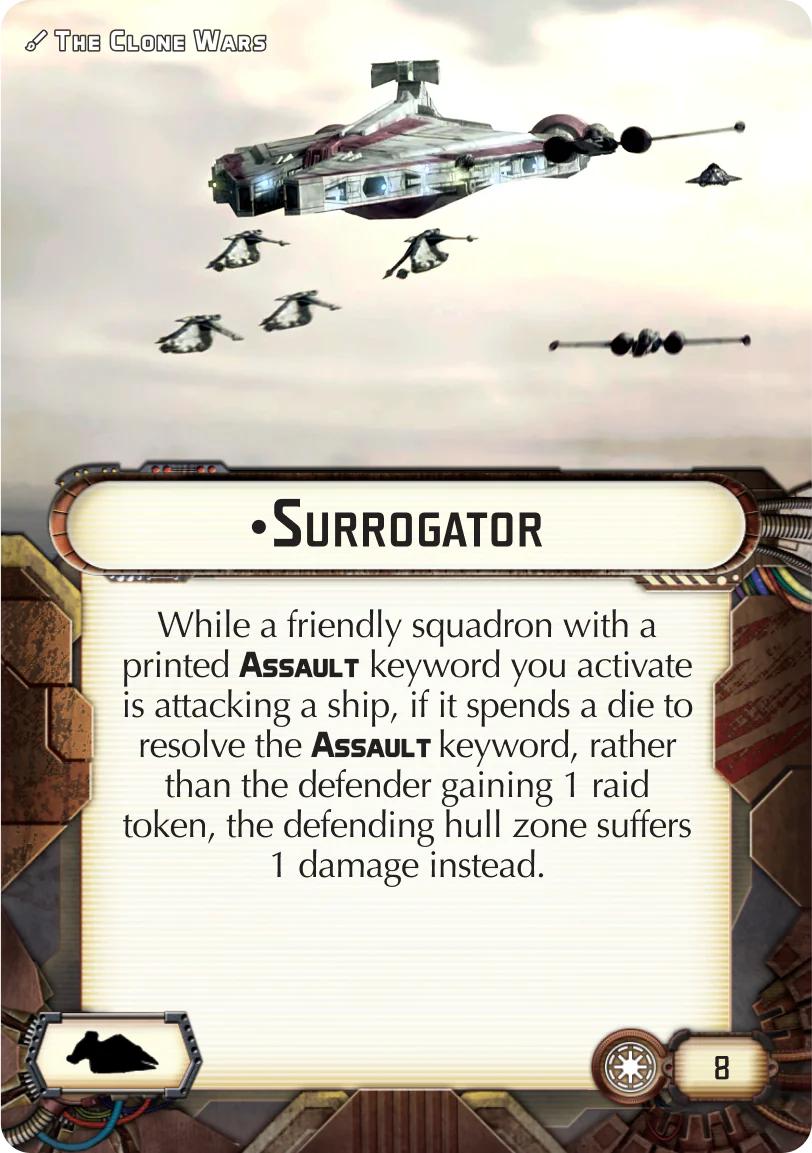 The Clone Wars
•Surrogator
While a friendly squadron with a
printed Assault keyword you activate
is attacking a ship, if it spends a die to
resolve the Assault keyword, rather
than the defender gaining 1 raid
token, the defending hull zone suffers
1 damage instead.
8